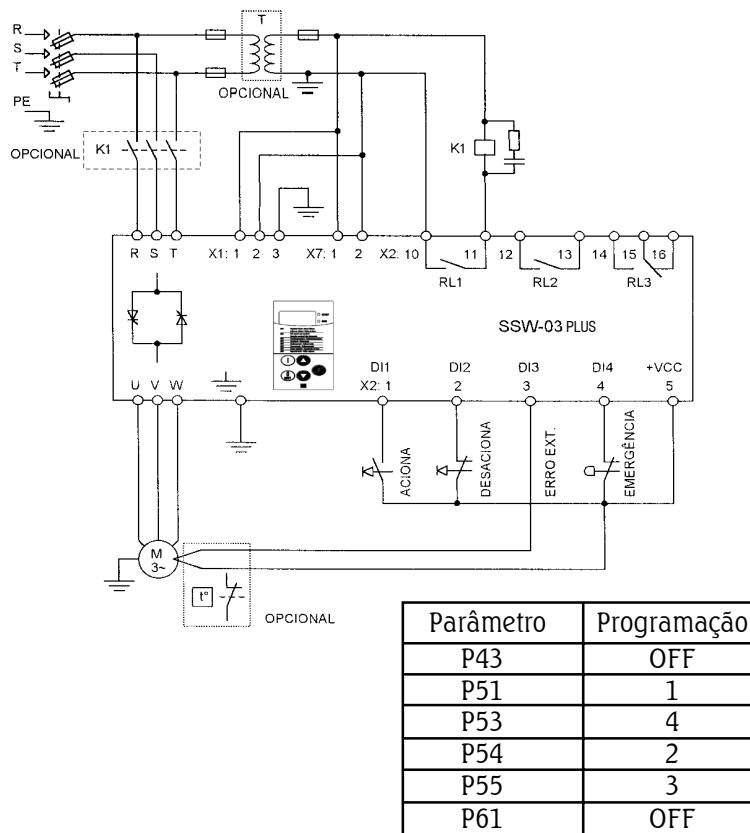 T
R
S
T
PE
OPCIONAL
OPCIONAL
K1
K1
R S T X1: 1 2 3 X7: 1 2 X2: 10 11 12 13 14 15 16
RL1 RL2 RL3
SSW-03 PLUS
DI1 DI2 DI3 DI4 +VCC
U V W X2: 1 2 3 4 5
ACIONA
DESACIONA
ERRO EXT.
EMERGÊNCIA
M
3~
t°
OPCIONAL
Parâmetro Programação
P43 OFF
P51 1
P53 4
P54 2
P55 3
P61 OFF